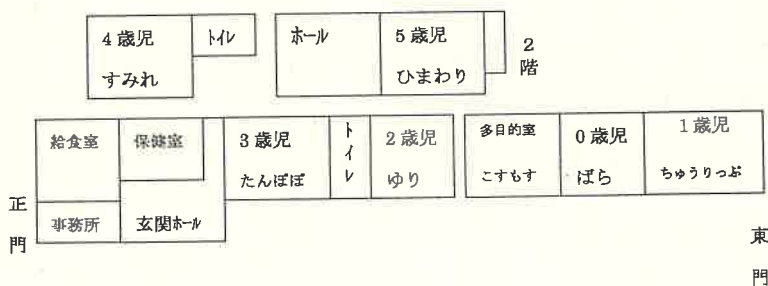 4歳児
すみれ
トイレ
ホール
5歳児
ひまわり
2
階
給食室
保健室
3歳児
たんぽぽ
トイレ
2歳児
ゆり
多目的室
こすもす
0歳児
ばら
1歳児
ちゅうりっぷ
正
門
事務所
玄関ホール
東
門